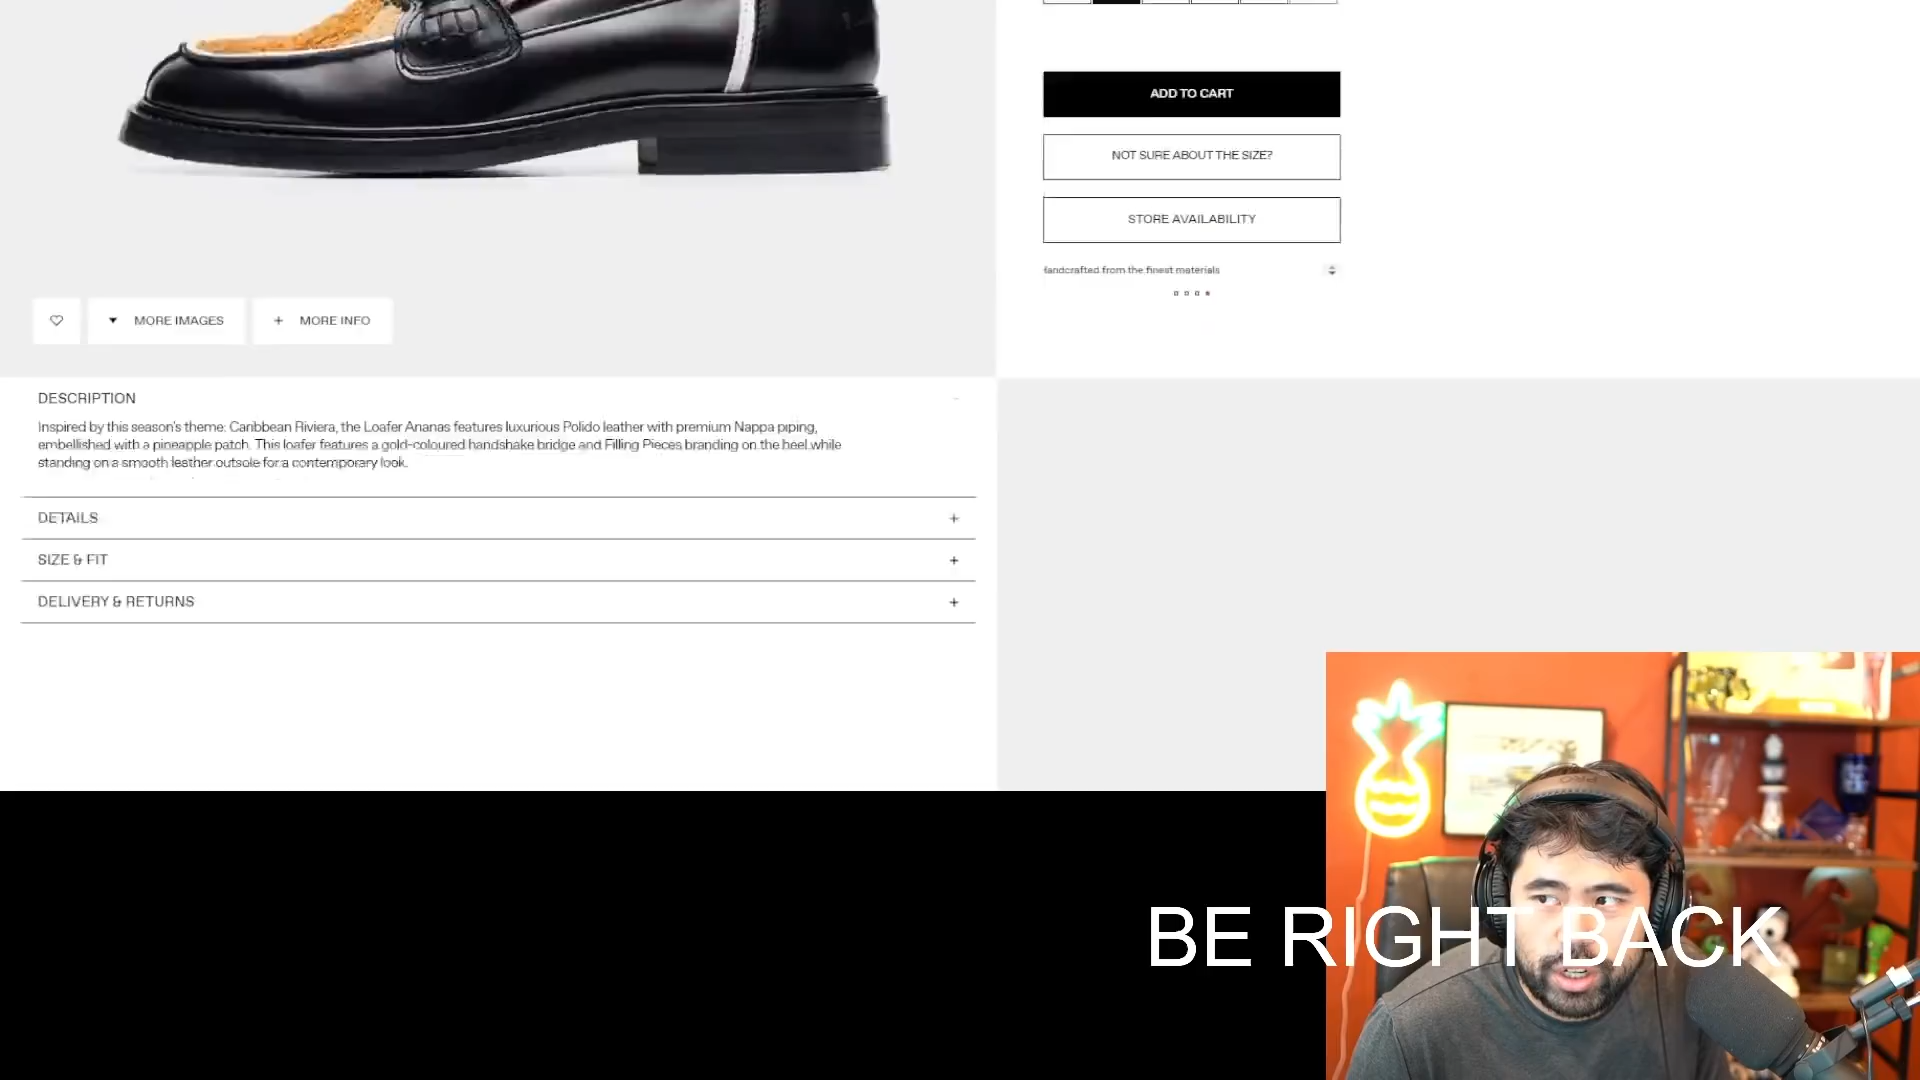 ADD TO CART
NOT SURE ABOUT THE SIZE?
STORE AVAILABILITY
Handcrafted from the finest materials
MORE IMAGES
MORE INFO
DESCRIPTION
Inspired by this season's theme: Caribbean Riviera, the Loafer Ananas features luxurious Polido leather with premium Nappa piping,
embellished with a pineapple patch. This loafer features a gold-coloured handshake bridge and Filling Pieces branding on the heel while
standing on a smooth leather outsole for a contemporary look.
DETAILS
SIZE & FIT
DELIVERY & RETURNS
BE RIGHT BACK